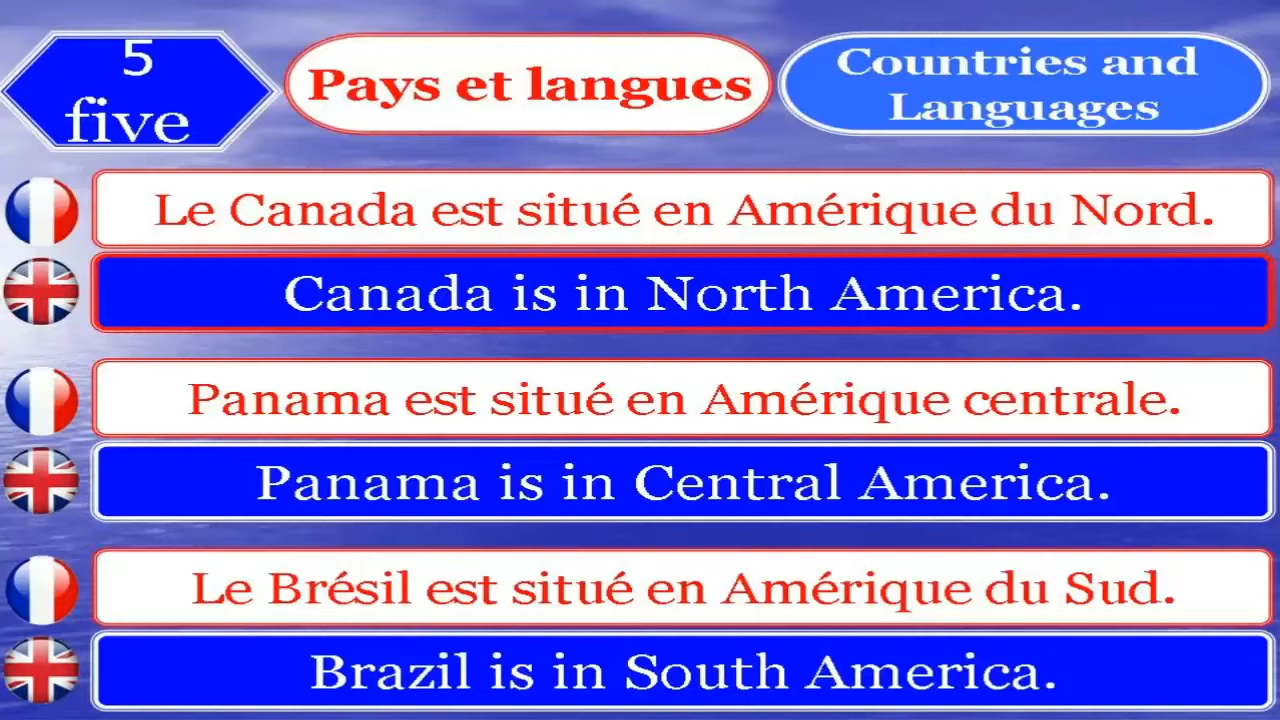 5
five
Pays et langues
Countries and
Languages
Le Canada est situé en Amérique du Nord.
Canada is in North America.
Panama est situé en Amérique centrale.
Panama is in Central America.
Le Brésil est situé en Amérique du Sud.
Brazil is in South America.